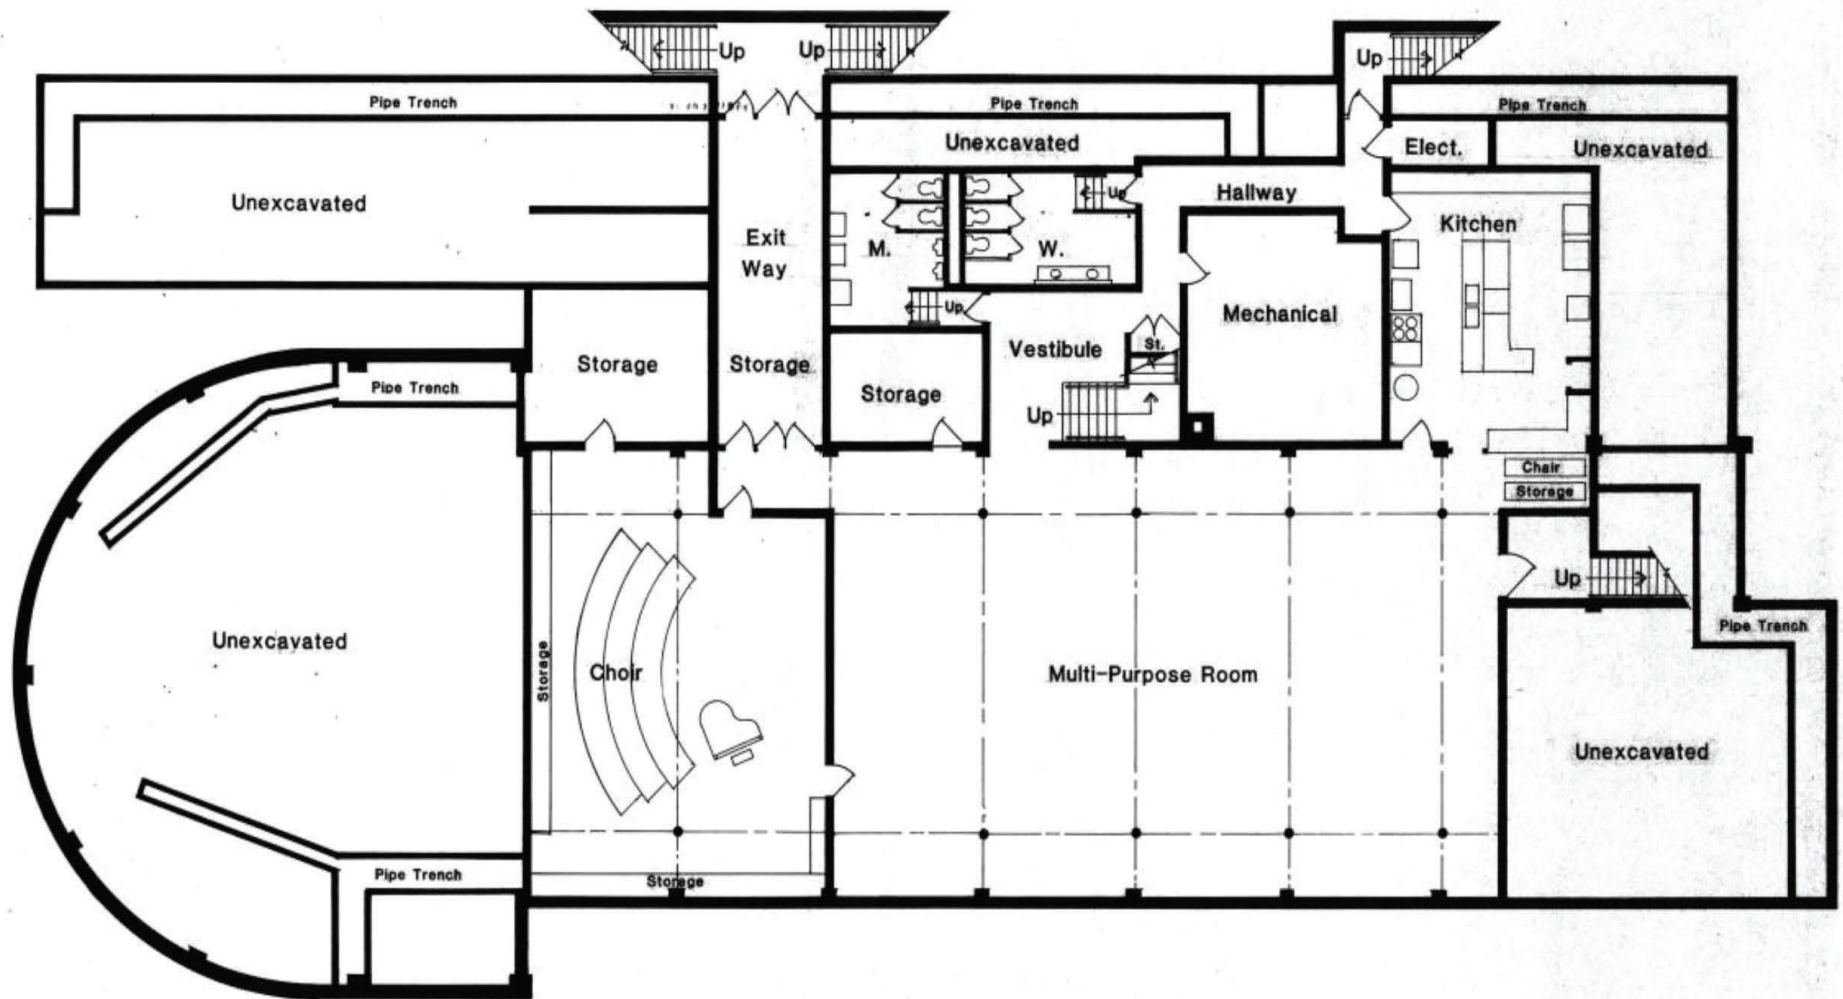 Up
Up
Up
Pipe Trench
Pipe Trench
Pipe Trench
Unexcavated
Elect.
Unexcavated
Unexcavated
Up
Hallway
Kitchen
Exit
Way
M.
W.
Up
Mechanical
Vestibule
St.
Storage
Storage
Storage
Pipe Trench
Up
Chair
Storage
Up
Pipe Trench
Unexcavated
Storage
Choir
Multi-Purpose Room
Unexcavated
Pipe Trench
Storage